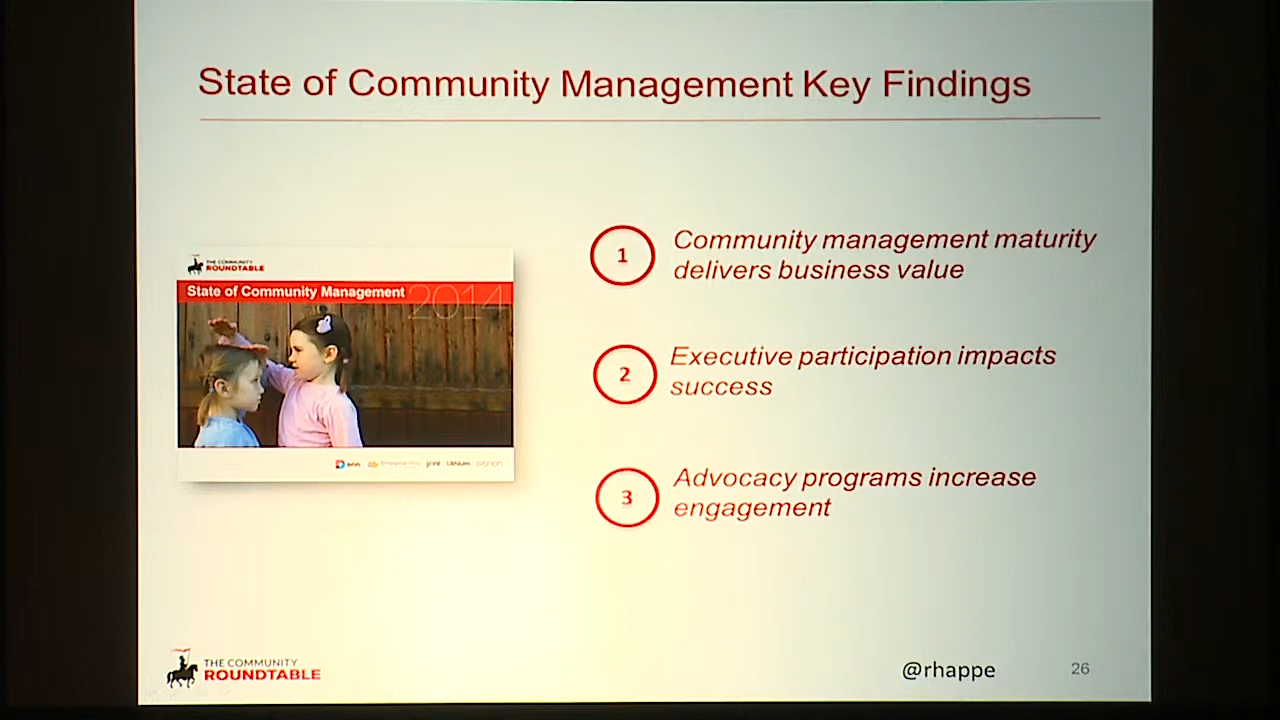 State of Community Management Key Findings
THE COMMUNITY
ROUNDTABLE
State of Community Management 2014
1
Community management maturity
delivers business value
2
Executive participation impacts
success
3
Advocacy programs increase
engagement
THE COMMUNITY
ROUNDTABLE
@rhappe
26